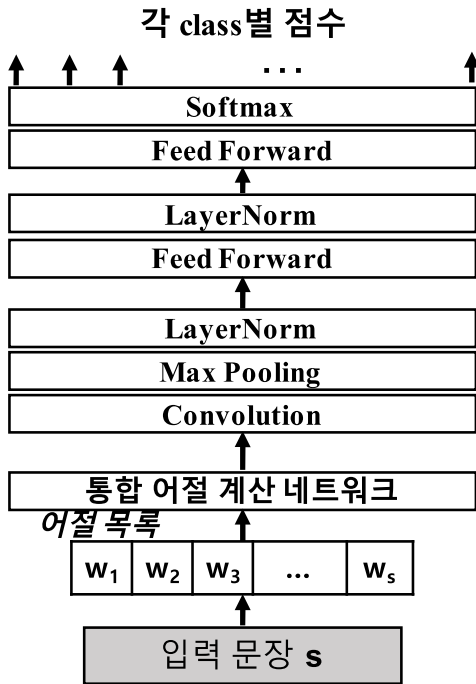 각 class별 점수
...
Softmax
Feed Forward
LayerNorm
Feed Forward
LayerNorm
Max Pooling
Convolution
통합 어절 계산 네트워크
어절 목록
w₁ w₂ w₃ ... wₛ
입력 문장 s